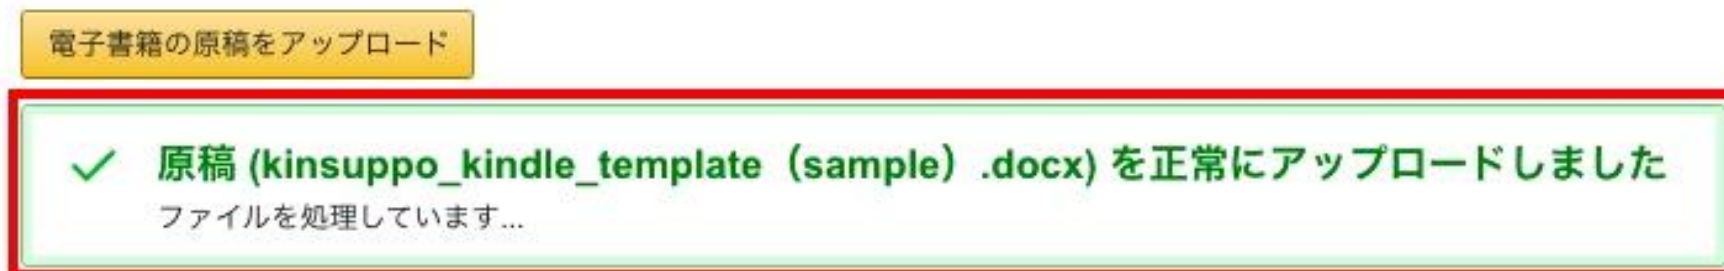 電子書籍の原稿をアップロード
原稿 (kinsuppo_kindle_template（sample）.docx) を正常にアップロードしました
ファイルを処理しています...